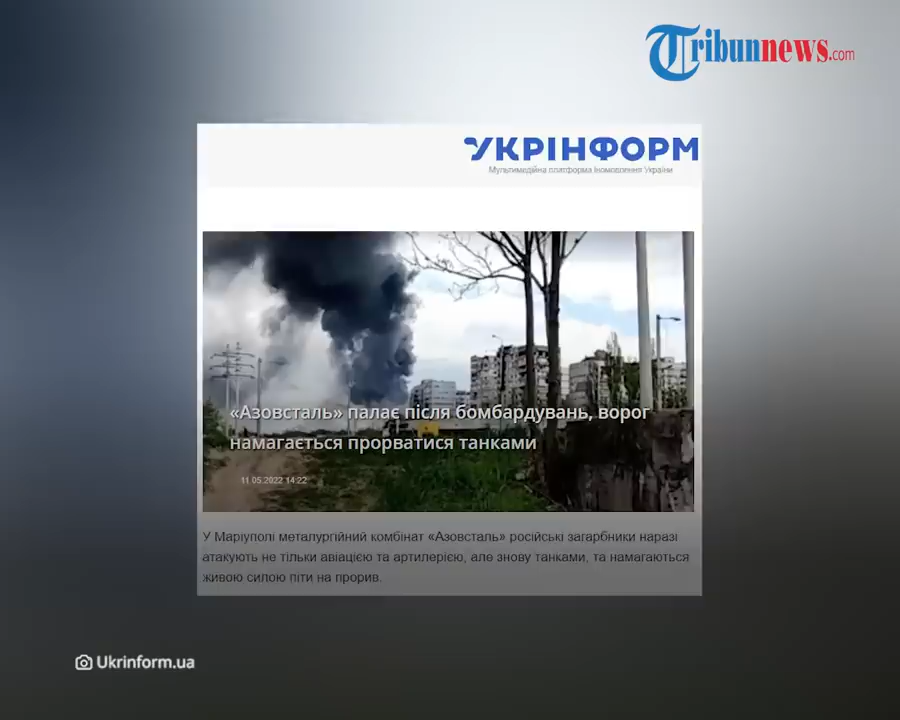 Tribunnews.com
УКРІНФОРМ
Мультимедійна платформа іномовлення України
«Азовсталь» палає після бомбардувань, ворог
намагається прорватися танками
11.05.2022 14:22
У Маріуполі металургійний комбінат «Азовсталь» російські загарбники наразі
атакують не тільки авіацією та артилерією, але знову танками, та намагаються
живою силою піти на прорив.
Ukrinform.ua